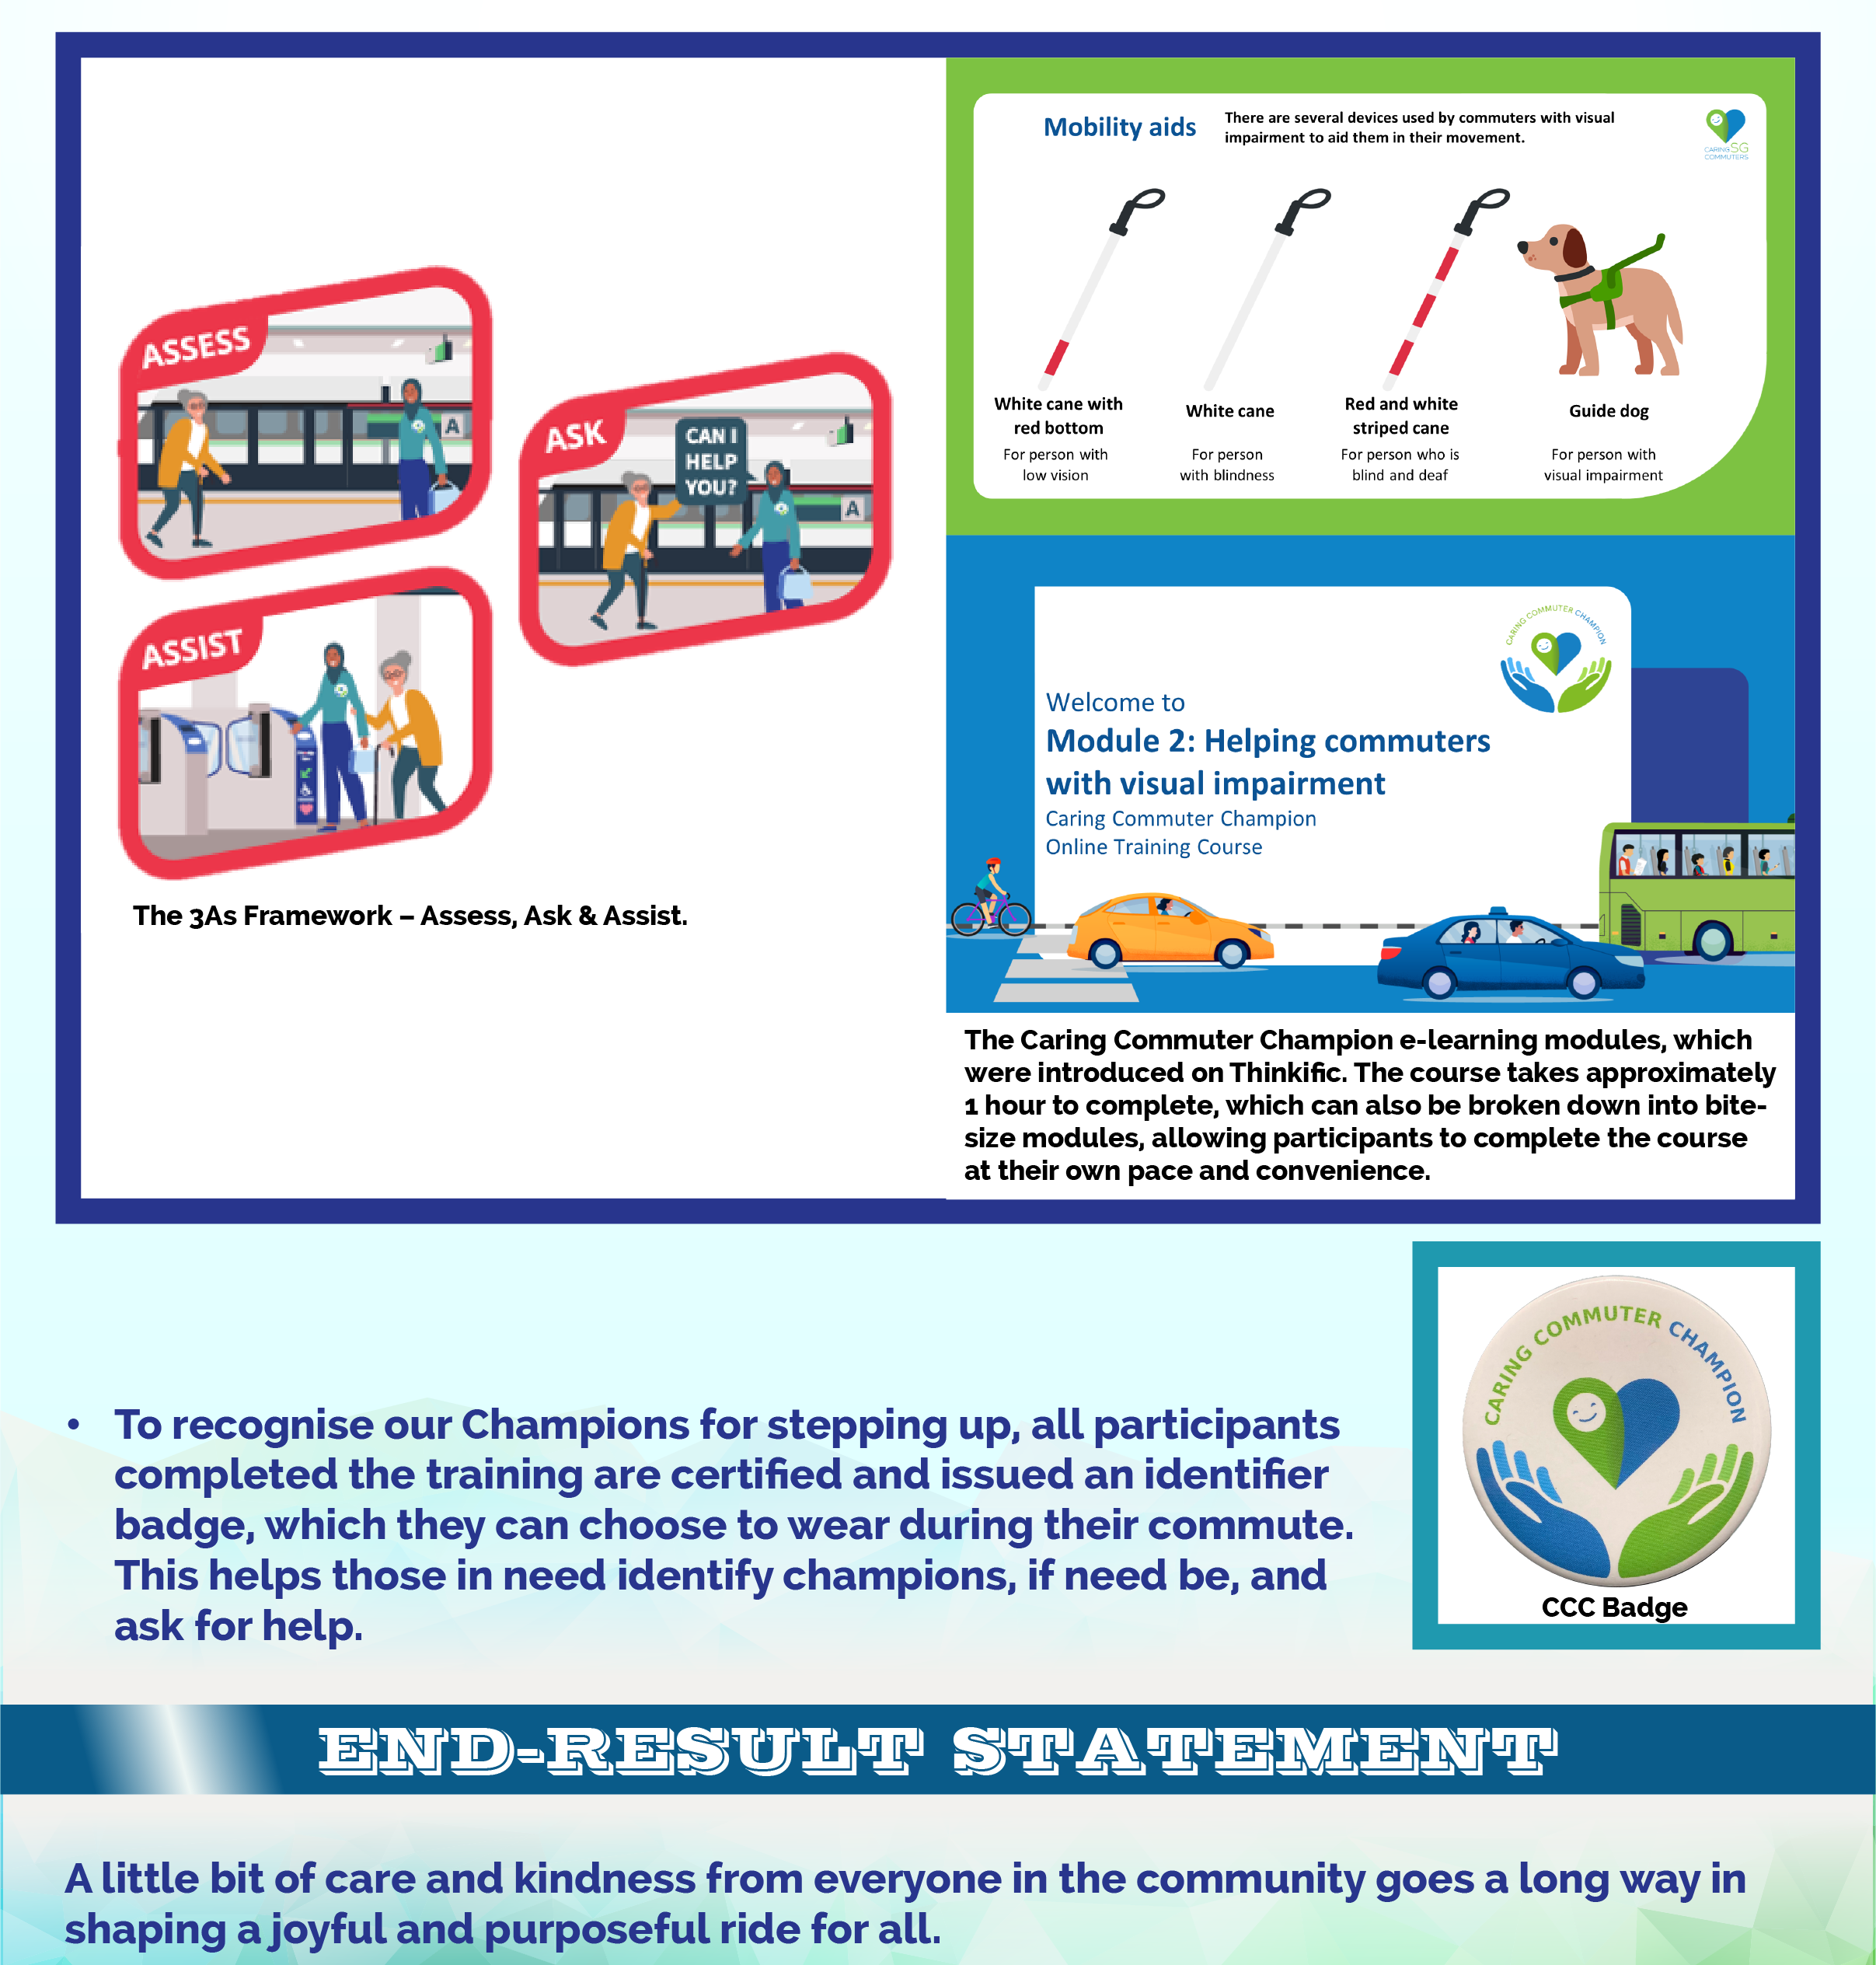 ASSESS
A
ASK
CAN I
HELP
YOU?
A
ASSIST
The 3As Framework – Assess, Ask & Assist.
Mobility aids
There are several devices used by commuters with visual
impairment to aid them in their movement.
CARING SG
COMMUTERS
White cane with
red bottom
For person with
low vision
White cane
For person
with blindness
Red and white
striped cane
For person who is
blind and deaf
Guide dog
For person with
visual impairment
CARING COMMUTER CHAMPION
Welcome to
Module 2: Helping commuters
with visual impairment
Caring Commuter Champion
Online Training Course
The Caring Commuter Champion e-learning modules, which
were introduced on Thinkific. The course takes approximately
1 hour to complete, which can also be broken down into bite-
size modules, allowing participants to complete the course
at their own pace and convenience.
• To recognise our Champions for stepping up, all participants
completed the training are certified and issued an identifier
badge, which they can choose to wear during their commute.
This helps those in need identify champions, if need be, and
ask for help.
CARING COMMUTER CHAMPION
CCC Badge
END-RESULT STATEMENT
A little bit of care and kindness from everyone in the community goes a long way in
shaping a joyful and purposeful ride for all.